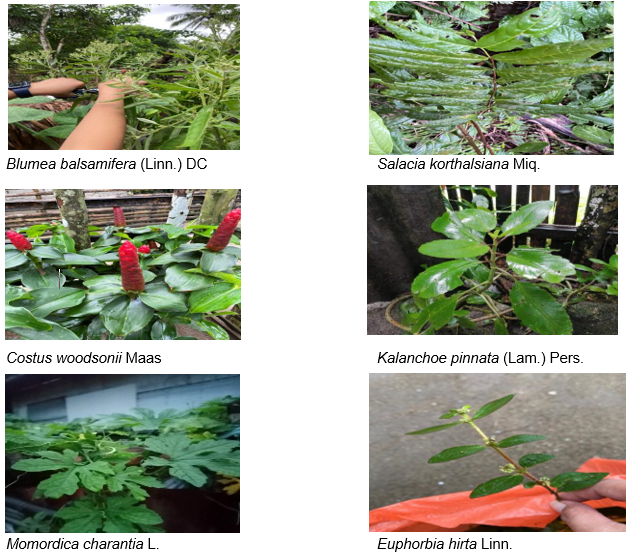 Blumea balsamifera (Linn.) DC
Salacia korthalsiana Miq.
Costus woodsonii Maas
Kalanchoe pinnata (Lam.) Pers.
Momordica charantia L.
Euphorbia hirta Linn.